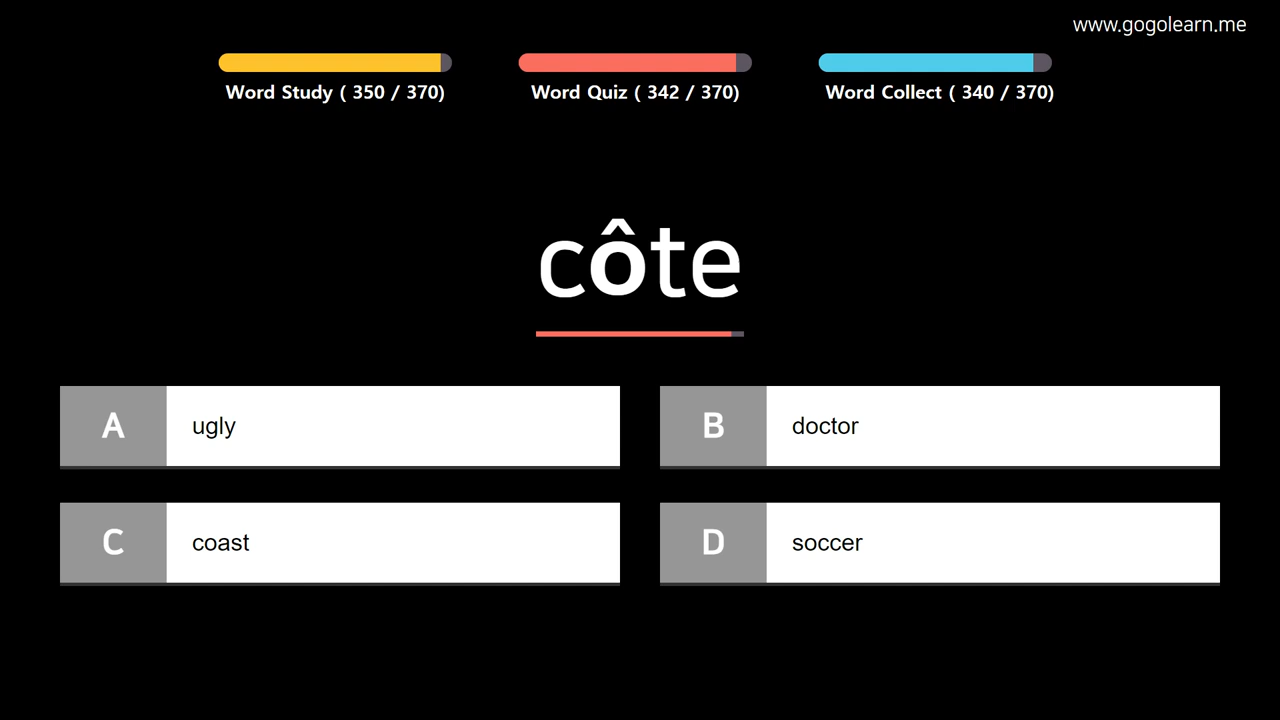 www.gogolearn.me
Word Study ( 350 / 370)
Word Quiz ( 342 / 370)
Word Collect ( 340 / 370)
côte
A ugly
B doctor
C coast
D soccer